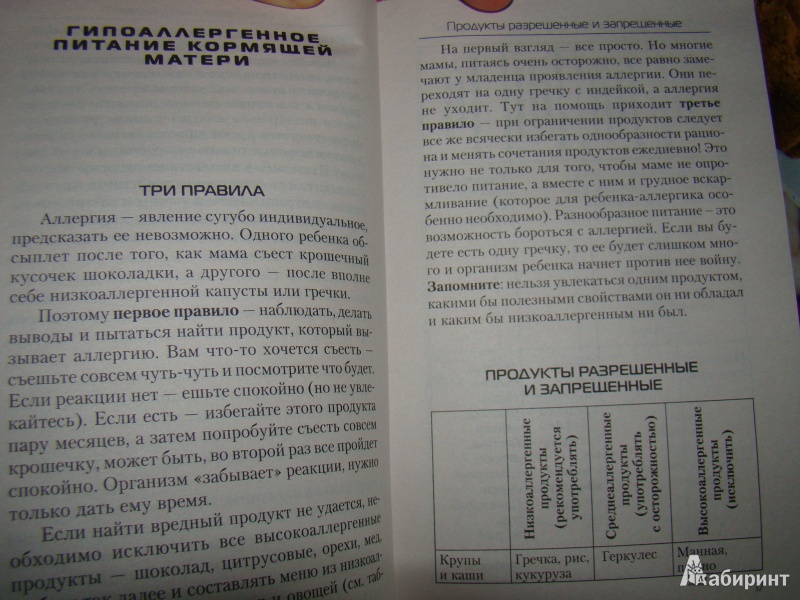 ГИПОАЛЛЕРГЕННОЕ
ПИТАНИЕ КОРМЯЩЕЙ
МАТЕРИ
ТРИ ПРАВИЛА
Аллергия — явление сугубо индивидуальное,
предсказать ее невозможно. Одного ребенка об-
сыплет после того, как мама съест крошечный
кусочек шоколадки, а другого – после вполне
себе низкоаллергенной капусты или гречки.
Поэтому первое правило – наблюдать, делать
выводы и пытаться найти продукт, который вы-
зывает аллергию. Вам что-то хочется съесть –
съешьте совсем чуть-чуть и посмотрите что будет.
Если реакции нет – ешьте спокойно (но не увле-
кайтесь). Если есть – избегайте этого продукта
пару месяцев, а затем попробуйте съесть совсем
крошечку, может быть, во второй раз все пройдет
спокойно. Организм «забывает» реакции, нужно
только дать ему время.
Если найти вредный продукт не удается, не-
обходимо исключить все высокоаллергенные
продукты – шоколад, цитрусовые, орехи, мед,
далее и составлять меню из низкоал-
и овощей (см. таб-
Продукты разрешенные и запрещенные
На первый взгляд — все просто. Но многие
мамы, питаясь очень осторожно, все равно заме-
чают у младенца проявления аллергии. Они пе-
реходят на одну гречку с индейкой, а аллергия
не уходит. Тут на помощь приходит третье
правило – при ограничении продуктов следует
все же всячески избегать однообразности рацио-
на и менять сочетания продуктов ежедневно! Это
нужно не только для того, чтобы маме не опро-
тивело питание, а вместе с ним и грудное вскар-
мливание (которое для ребенка-аллергика осо-
бенно необходимо). Разнообразное питание – это
возможность бороться с аллергией. Если вы бу-
дете есть одну гречку, то ее будет слишком мно-
го и организм ребенка начнет против нее войну.
Запомните: нельзя увлекаться одним продуктом,
какими бы полезными свойствами он ни обладал
и каким бы низкоаллергенным ни был.
ПРОДУКТЫ РАЗРЕШЕННЫЕ
И ЗАПРЕЩЕННЫЕ
Низкоаллергенные
продукты
(рекомендуется
употреблять)
Среднеаллергенные
продукты
(употреблять
с осторожностью)
Высокоаллергенные
продукты
(исключить)
Крупы
и каши
Гречка, рис,
кукуруза
Геркулес
Манная,
Лабиринт